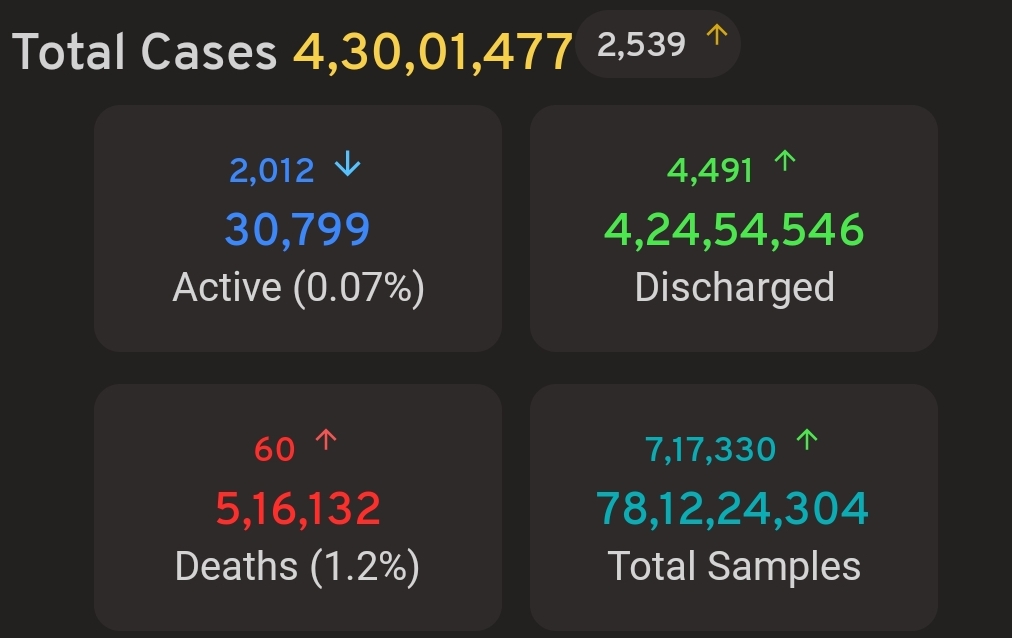 Total Cases 4,30,01,477 2,539 ↑
2,012 ↓
30,799
Active (0.07%)
4,491 ↑
4,24,54,546
Discharged
60 ↑
5,16,132
Deaths (1.2%)
7,17,330 ↑
78,12,24,304
Total Samples